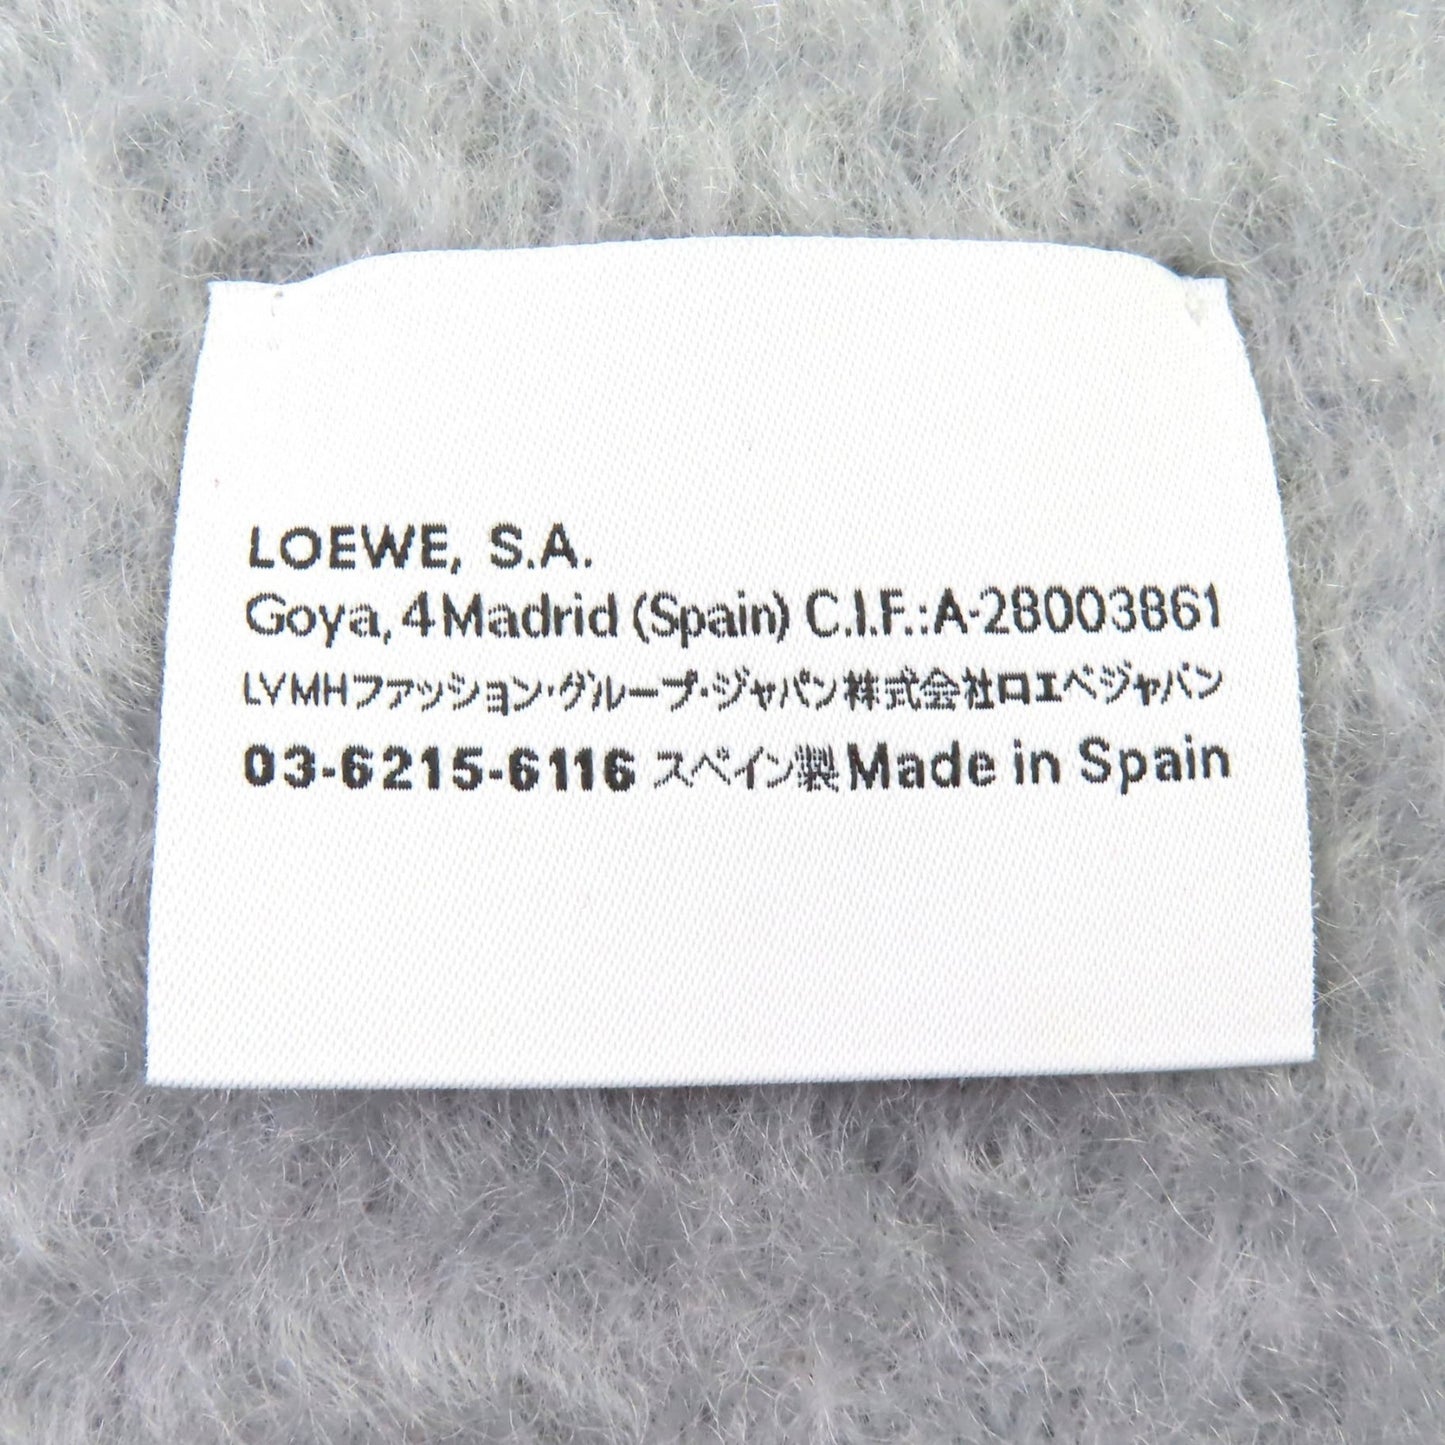 LOEWE, S.A.
Goya, 4 Madrid (Spain) C.I.F.:A-28003861
LVMHファッション・グループ・ジャパン株式会社ロエベジャパン
03-6215-6116 スペイン製 Made in Spain